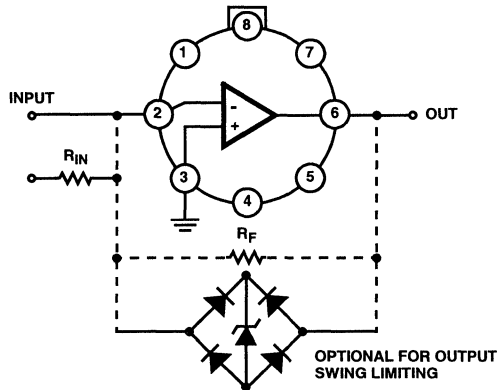 8
1
7
INPUT
2
-
+
6
OUT
RIN
3
5
4
RF
OPTIONAL FOR OUTPUT
SWING LIMITING